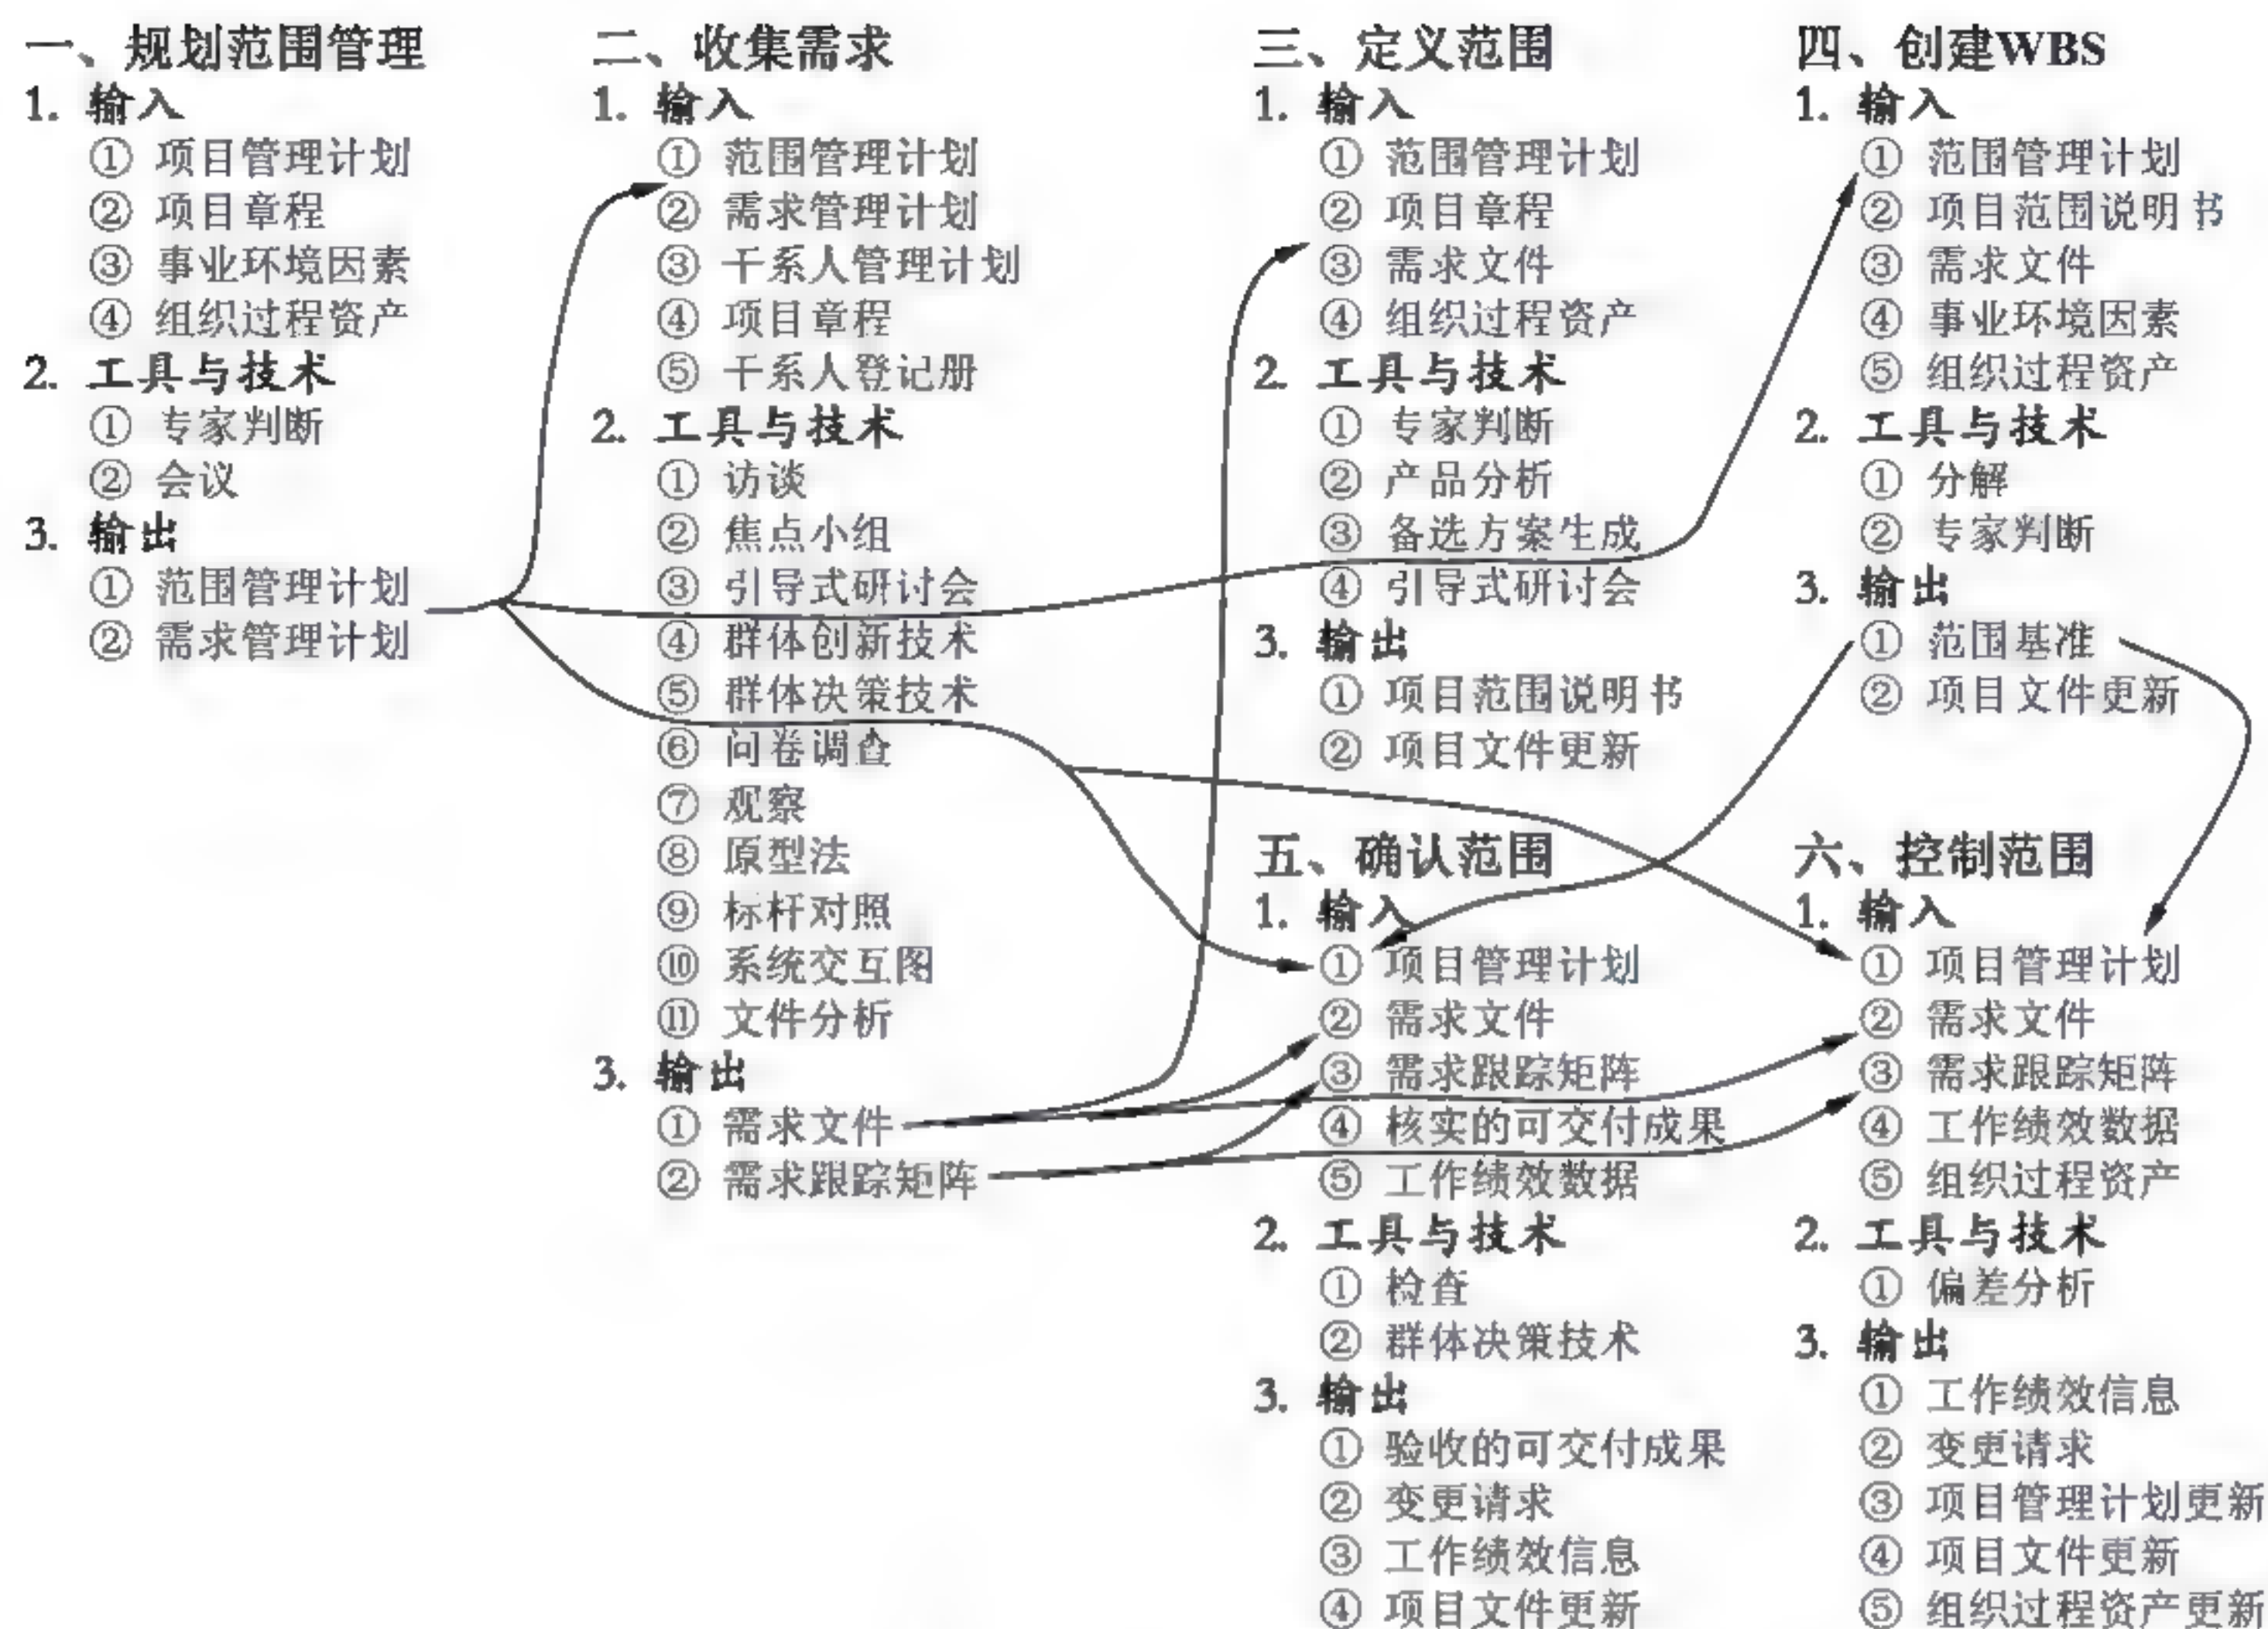 一、规划范围管理
1. 输入
① 项目管理计划
② 项目章程
③ 事业环境因素
④ 组织过程资产
2. 工具与技术
① 专家判断
② 会议
3. 输出
① 范围管理计划
② 需求管理计划
二、收集需求
1. 输入
① 范围管理计划
② 需求管理计划
③ 干系人管理计划
④ 项目章程
⑤ 干系人登记册
2. 工具与技术
① 访谈
② 焦点小组
③ 引导式研讨会
④ 群体创新技术
⑤ 群体决策技术
⑥ 问卷调查
⑦ 观察
⑧ 原型法
⑨ 标杆对照
⑩ 系统交互图
⑪ 文件分析
3. 输出
① 需求文件
② 需求跟踪矩阵
三、定义范围
1. 输入
① 范围管理计划
② 项目章程
③ 需求文件
④ 组织过程资产
2. 工具与技术
① 专家判断
② 产品分析
③ 备选方案生成
④ 引导式研讨会
3. 输出
① 项目范围说明书
② 项目文件更新
四、创建WBS
1. 输入
① 范围管理计划
② 项目范围说明书
③ 需求文件
④ 事业环境因素
⑤ 组织过程资产
2. 工具与技术
① 分解
② 专家判断
3. 输出
① 范围基准
② 项目文件更新
五、确认范围
1. 输入
① 项目管理计划
② 需求文件
③ 需求跟踪矩阵
④ 核实的可交付成果
⑤ 工作绩效数据
2. 工具与技术
① 检查
② 群体决策技术
3. 输出
① 验收的可交付成果
② 变更请求
③ 工作绩效信息
④ 项目文件更新
六、控制范围
1. 输入
① 项目管理计划
② 需求文件
③ 需求跟踪矩阵
④ 工作绩效数据
⑤ 组织过程资产
2. 工具与技术
① 偏差分析
3. 输出
① 工作绩效信息
② 变更请求
③ 项目管理计划更新
④ 项目文件更新
⑤ 组织过程资产更新